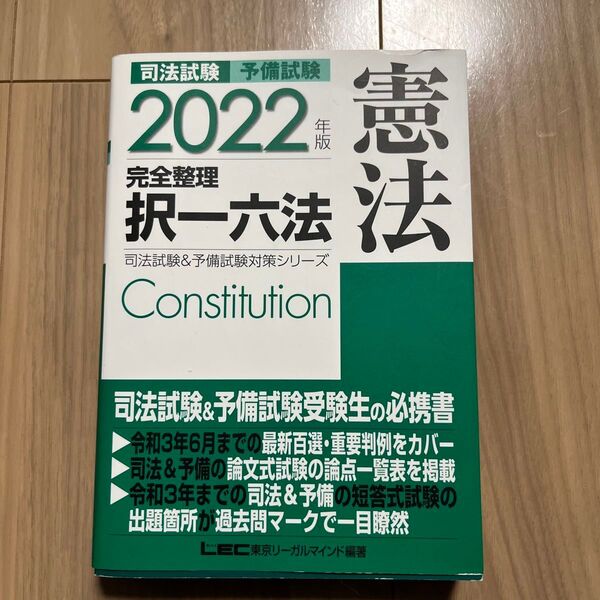 司法試験 予備試験
2022年版
憲法
完全整理
択一六法
司法試験&予備試験対策シリーズ
Constitution
司法試験&予備試験受験生の必携書
▶令和3年6月までの最新百選・重要判例をカバー
▶司法&予備の論文式試験の論点一覧表を掲載
▶令和3年までの司法&予備の短答式試験の
出題箇所が過去問マークで一目瞭然
LEC東京リーガルマインド編著